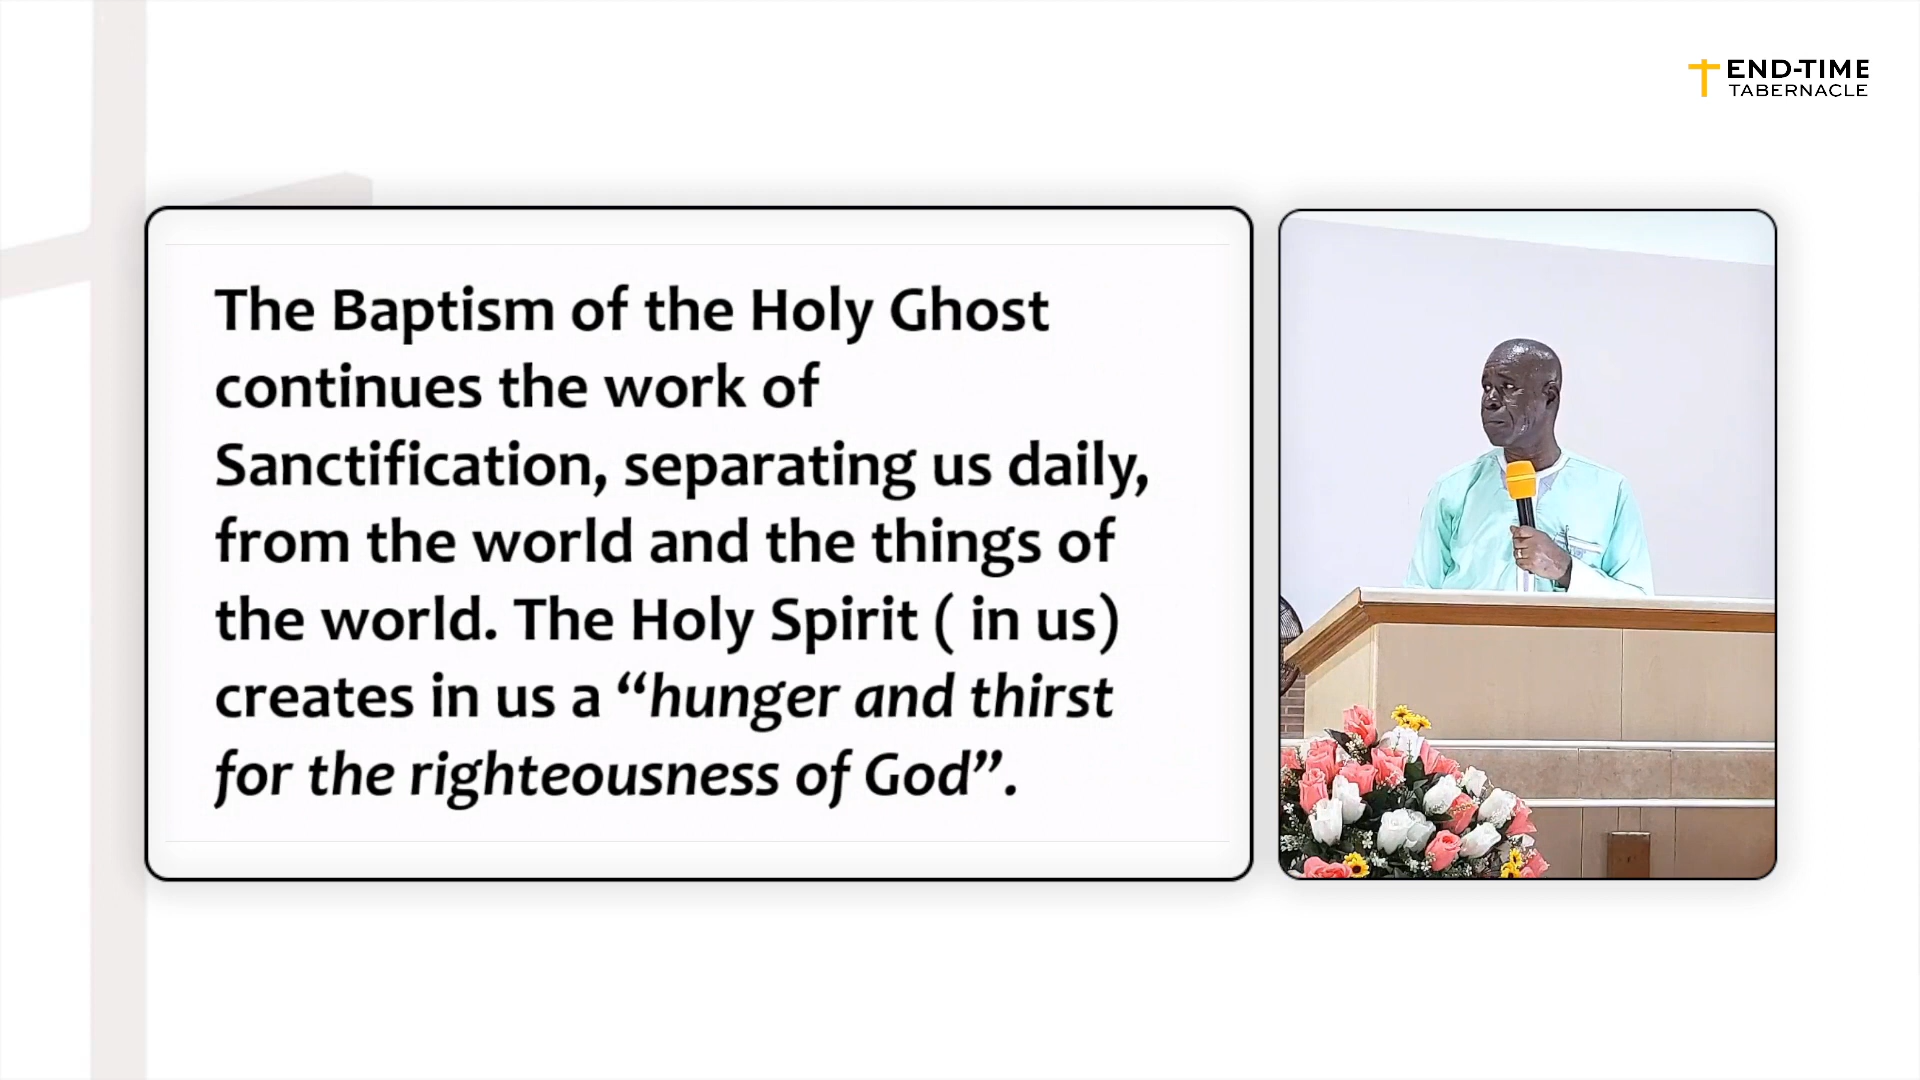 END-TIME
TABERNACLE
The Baptism of the Holy Ghost
continues the work of
Sanctification, separating us daily,
from the world and the things of
the world. The Holy Spirit ( in us)
creates in us a “hunger and thirst
for the righteousness of God”.